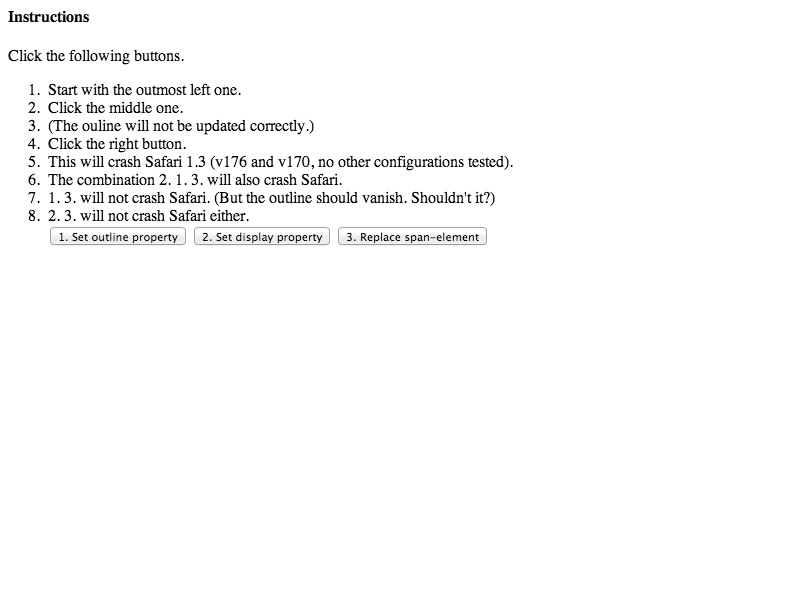 Instructions
Click the following buttons.
1. Start with the outmost left one.
2. Click the middle one.
3. (The ouline will not be updated correctly.)
4. Click the right button.
5. This will crash Safari 1.3 (v176 and v170, no other configurations tested).
6. The combination 2. 1. 3. will also crash Safari.
7. 1. 3. will not crash Safari. (But the outline should vanish. Shouldn't it?)
8. 2. 3. will not crash Safari either.
1. Set outline property 2. Set display property 3. Replace span-element